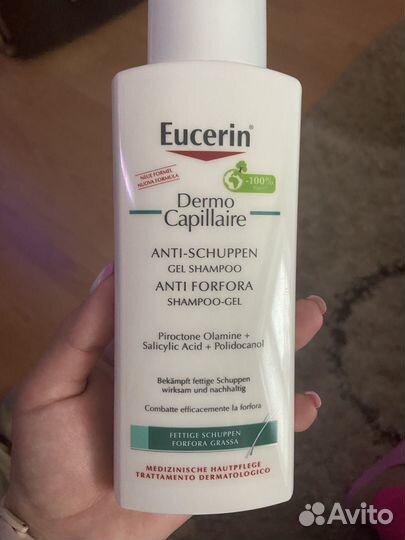 Eucerin®
NEUE FORMEL
NUOVA FORMULA
-100%
Dermo
Capillaire
ANTI-SCHUPPEN
GEL SHAMPOO
ANTI FORFORA
SHAMPOO-GEL
Piroctone Olamine +
Salicylic Acid + Polidocanol
Bekämpft fettige Schuppen
wirksam und nachhaltig
Combatte efficacemente la forfora
FETTIGE SCHUPPEN
FORFORA GRASSA
MEDIZINISCHE HAUTPFLEGE
TRATTAMENTO DERMATOLOGICO
Avito